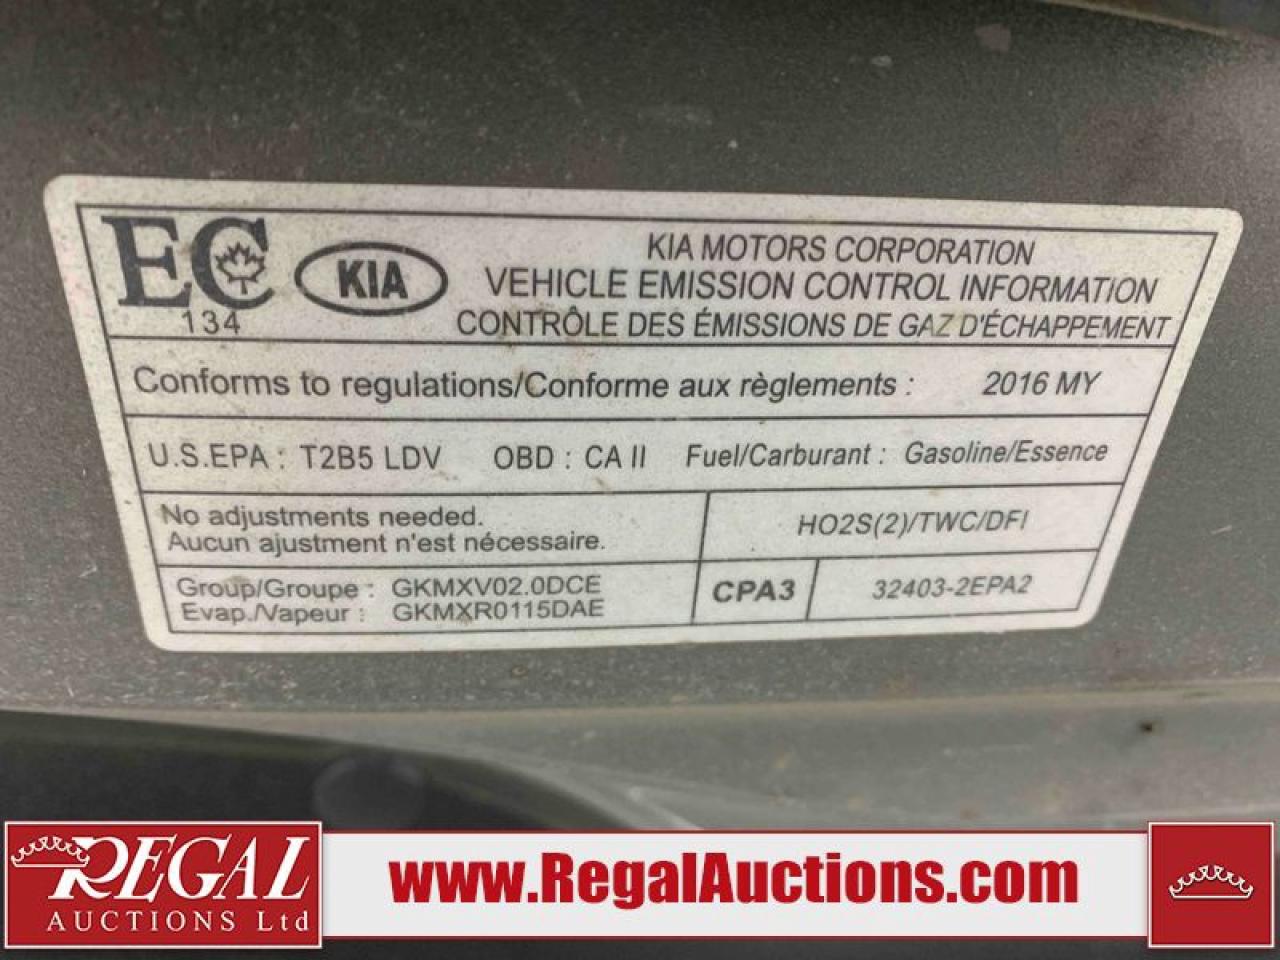 EC
134
KIA
KIA MOTORS CORPORATION
VEHICLE EMISSION CONTROL INFORMATION
CONTRÔLE DES ÉMISSIONS DE GAZ D'ÉCHAPPEMENT
Conforms to regulations/Conforme aux règlements : 2016 MY
U.S.EPA : T2B5 LDV OBD : CA II Fuel/Carburant : Gasoline/Essence
No adjustments needed.
Aucun ajustment n'est nécessaire.
HO2S(2)/TWC/DFI
Group/Groupe : GKMXV02.0DCE
Evap./Vapeur : GKMXR0115DAE
CPA3
32403-2EPA2
REGAL
AUCTIONS Ltd
www.RegalAuctions.com